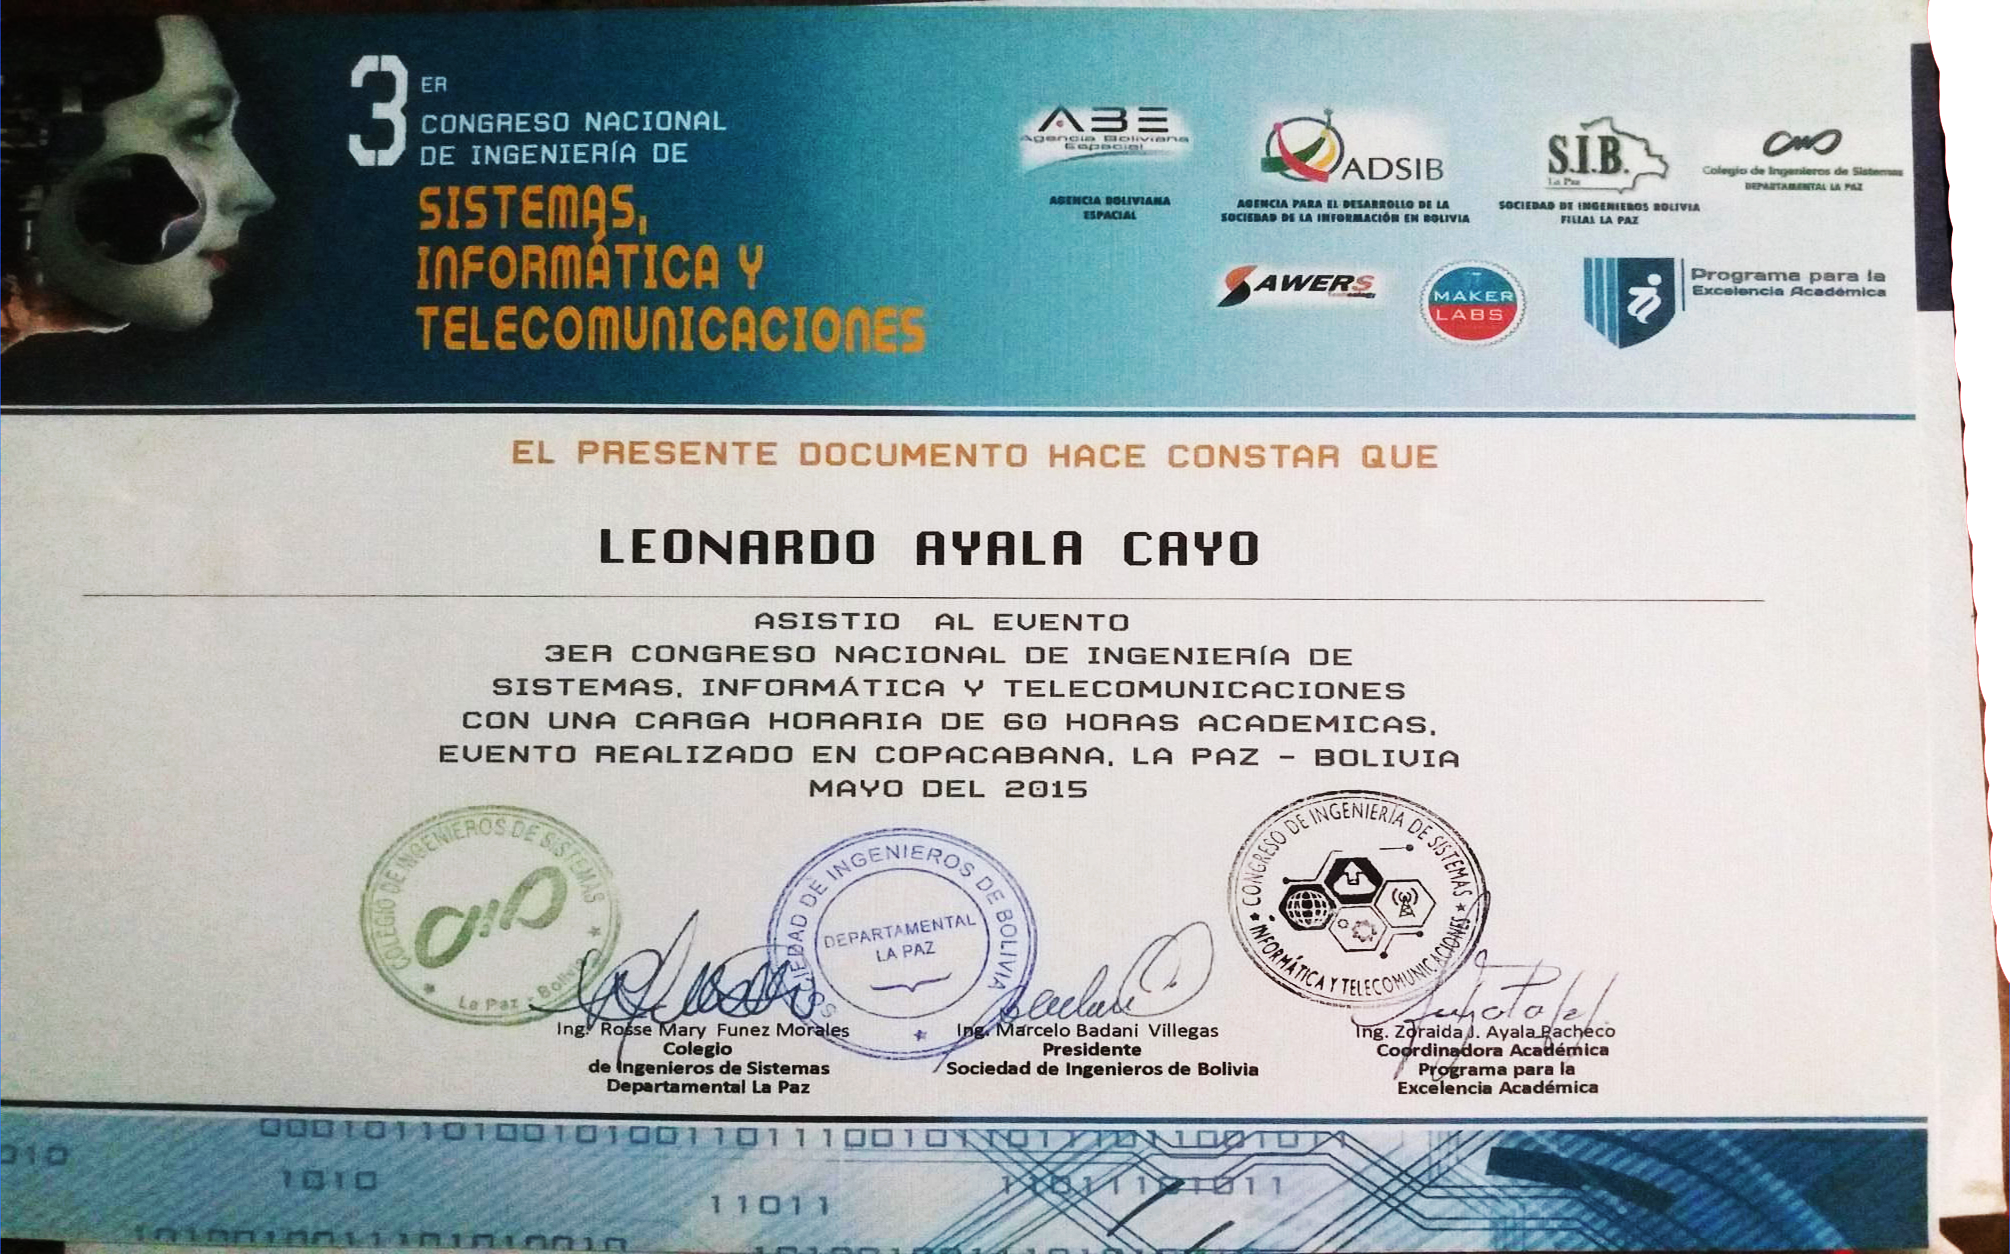 3 ER
CONGRESO NACIONAL
DE INGENIERÍA DE
SISTEMAS,
INFORMÁTICA Y
TELECOMUNICACIONES
ABE
Agencia Boliviana
Espacial
AGENCIA BOLIVIANA
ESPACIAL
ADSIB
AGENCIA PARA EL DESARROLLO DE LA
SOCIEDAD DE LA INFORMACIÓN EN BOLIVIA
S.I.B.
La Paz
SOCIEDAD DE INGENIEROS BOLIVIA
FILIAL LA PAZ
Colegio de Ingenieros de Sistemas
DEPARTAMENTAL LA PAZ
SAWERS
MAKER
LABS
Programa para la
Excelencia Académica
EL PRESENTE DOCUMENTO HACE CONSTAR QUE
LEONARDO AYALA CAYO
ASISTIO AL EVENTO
3ER CONGRESO NACIONAL DE INGENIERÍA DE
SISTEMAS, INFORMÁTICA Y TELECOMUNICACIONES
CON UNA CARGA HORARIA DE 60 HORAS ACADEMICAS,
EVENTO REALIZADO EN COPACABANA, LA PAZ - BOLIVIA
MAYO DEL 2015
COLEGIO DE INGENIEROS DE SISTEMAS
La Paz - Bolivia
SOCIEDAD DE INGENIEROS DE BOLIVIA
DEPARTAMENTAL
LA PAZ
CONGRESO DE INGENIERÍA DE SISTEMAS
INFORMÁTICA Y TELECOMUNICACIONES
Ing. Rosse Mary Funez Morales
Colegio
de Ingenieros de Sistemas
Departamental La Paz
Ing. Marcelo Badani Villegas
Presidente
Sociedad de Ingenieros de Bolivia
Ing. Zoraida J. Ayala Pacheco
Coordinadora Académica
Programa para la
Excelencia Académica
010
1010
11011